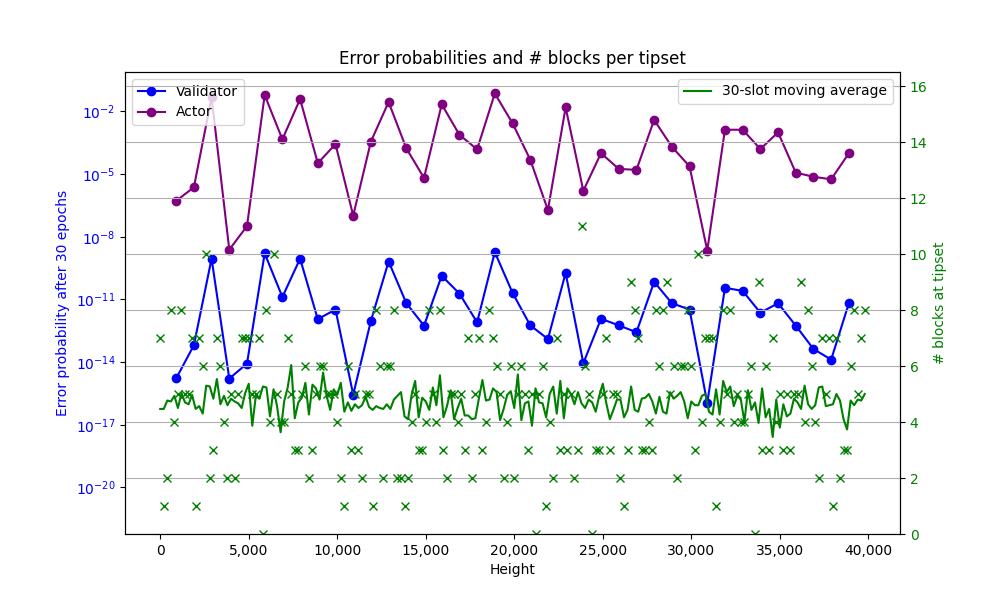 Error probabilities and # blocks per tipset
Validator
Actor
30-slot moving average
Error probability after 30 epochs
10⁻²
10⁻⁵
10⁻⁸
10⁻¹¹
10⁻¹⁴
10⁻¹⁷
10⁻²⁰
# blocks at tipset
16
14
12
10
8
6
4
2
0
0 5,000 10,000 15,000 20,000 25,000 30,000 35,000 40,000
Height